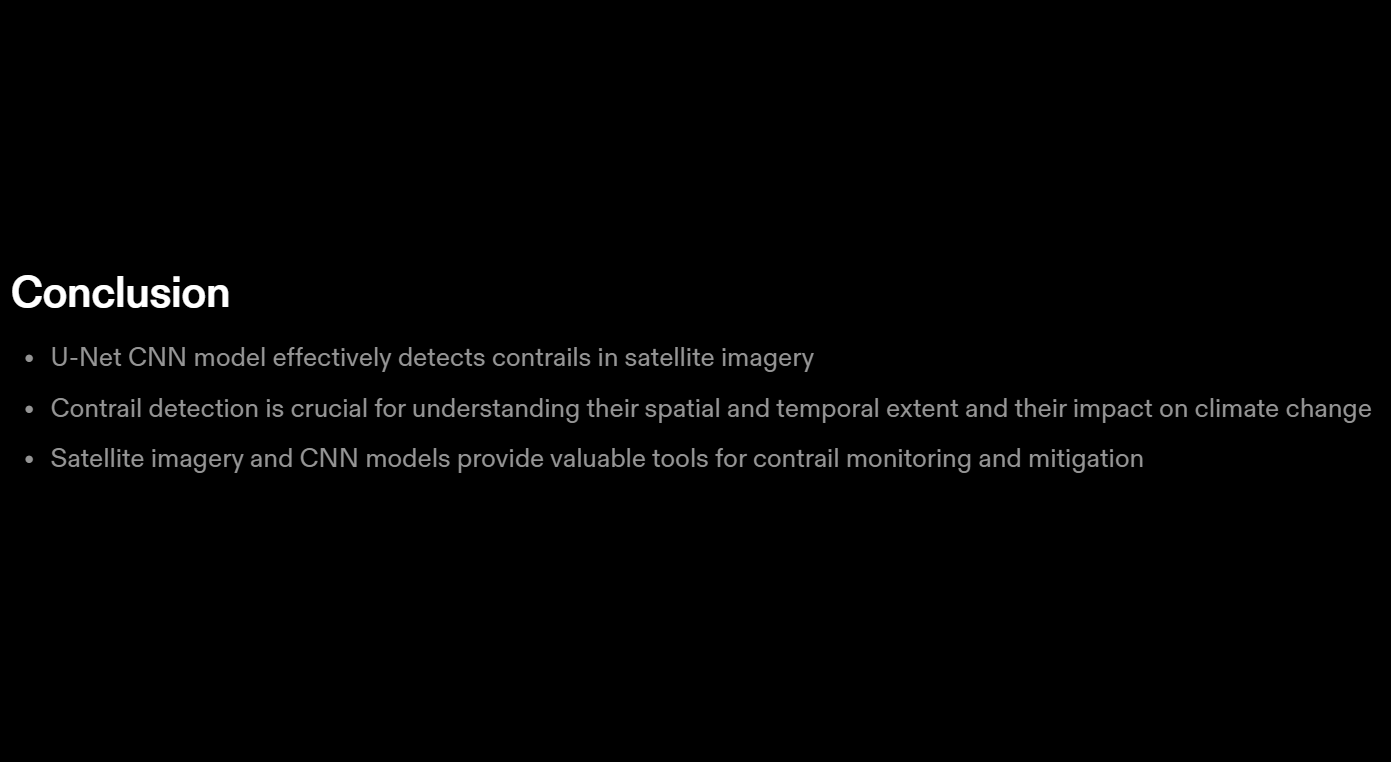 Conclusion
• U-Net CNN model effectively detects contrails in satellite imagery
• Contrail detection is crucial for understanding their spatial and temporal extent and their impact on climate change
• Satellite imagery and CNN models provide valuable tools for contrail monitoring and mitigation